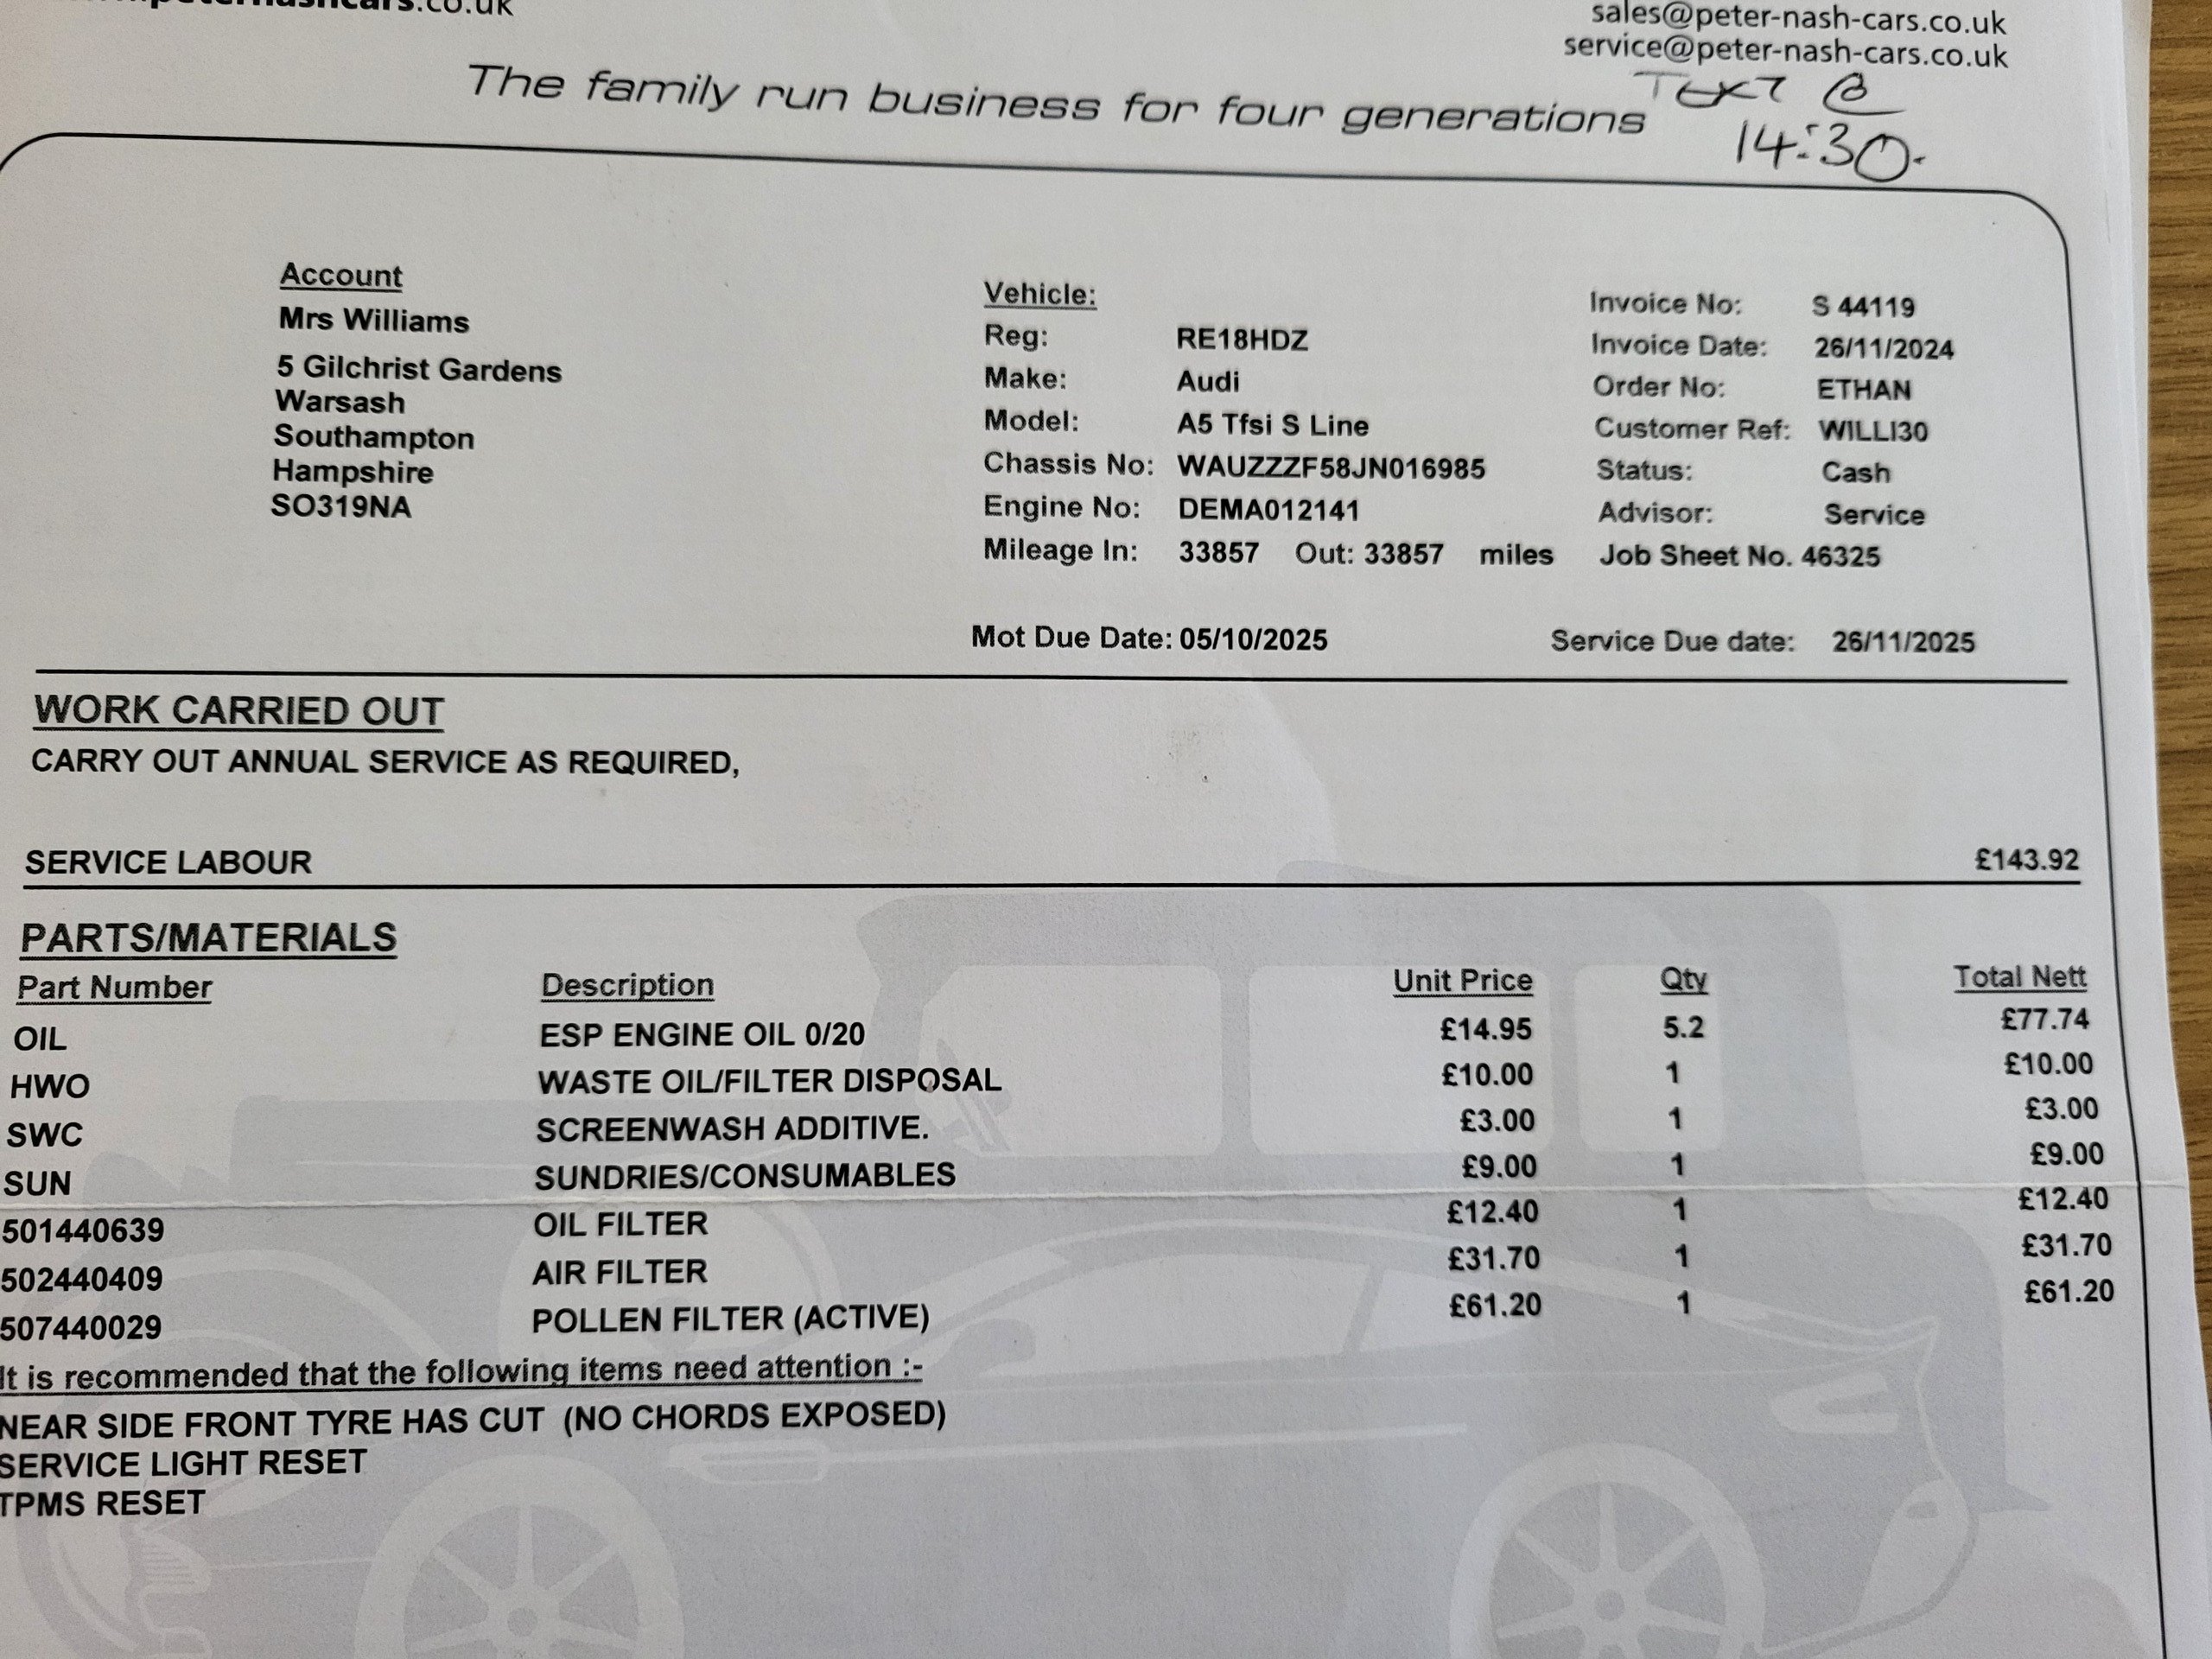 .co.uk
sales@peter-nash-cars.co.uk
service@peter-nash-cars.co.uk
The family run business for four generations
Text @
14:30.
Account
Mrs Williams
5 Gilchrist Gardens
Warsash
Southampton
Hampshire
SO319NA
Vehicle:
Reg: RE18HDZ
Make: Audi
Model: A5 Tfsi S Line
Chassis No: WAUZZZF58JN016985
Engine No: DEMA012141
Mileage In: 33857 Out: 33857 miles
Invoice No: S 44119
Invoice Date: 26/11/2024
Order No: ETHAN
Customer Ref: WILLI30
Status: Cash
Advisor: Service
Job Sheet No. 46325
Mot Due Date: 05/10/2025 Service Due date: 26/11/2025
WORK CARRIED OUT
CARRY OUT ANNUAL SERVICE AS REQUIRED,
SERVICE LABOUR £143.92
PARTS/MATERIALS
Part Number Description Unit Price Qty Total Nett
OIL ESP ENGINE OIL 0/20 £14.95 5.2 £77.74
HWO WASTE OIL/FILTER DISPOSAL £10.00 1 £10.00
SWC SCREENWASH ADDITIVE. £3.00 1 £3.00
SUN SUNDRIES/CONSUMABLES £9.00 1 £9.00
501440639 OIL FILTER £12.40 1 £12.40
502440409 AIR FILTER £31.70 1 £31.70
507440029 POLLEN FILTER (ACTIVE) £61.20 1 £61.20
It is recommended that the following items need attention :-
NEAR SIDE FRONT TYRE HAS CUT (NO CHORDS EXPOSED)
SERVICE LIGHT RESET
TPMS RESET